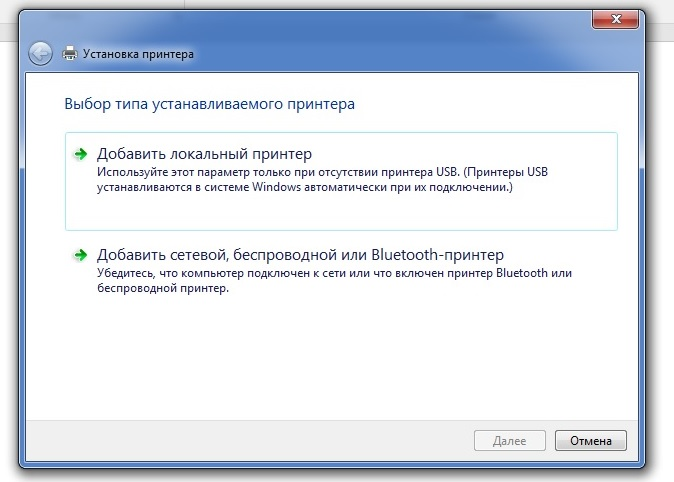 Установка принтера
Выбор типа устанавливаемого принтера
Добавить локальный принтер
Используйте этот параметр только при отсутствии принтера USB. (Принтеры USB
устанавливаются в системе Windows автоматически при их подключении.)
Добавить сетевой, беспроводной или Bluetooth-принтер
Убедитесь, что компьютер подключен к сети или что включен принтер Bluetooth или
беспроводной принтер.
Далее
Отмена